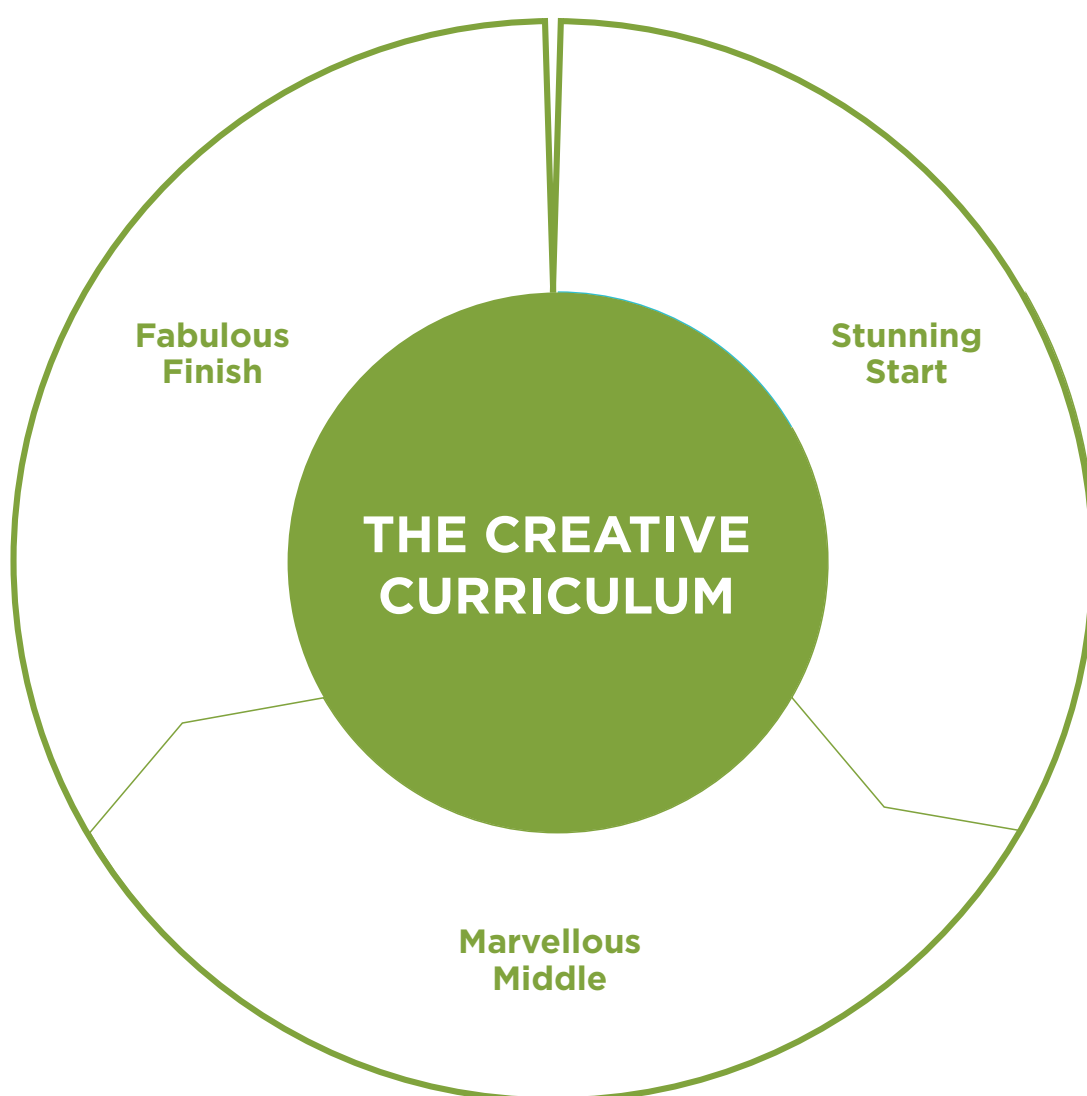 Fabulous
Finish
Stunning
Start
THE CREATIVE
CURRICULUM
Marvellous
Middle